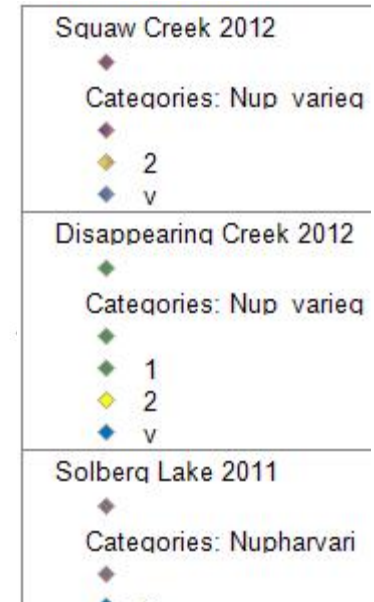 Squaw Creek 2012
Categories: Nup_varieg
2
v
Disappearing Creek 2012
Categories: Nup_varieg
1
2
v
Solberg Lake 2011
Categories: Nupharvari